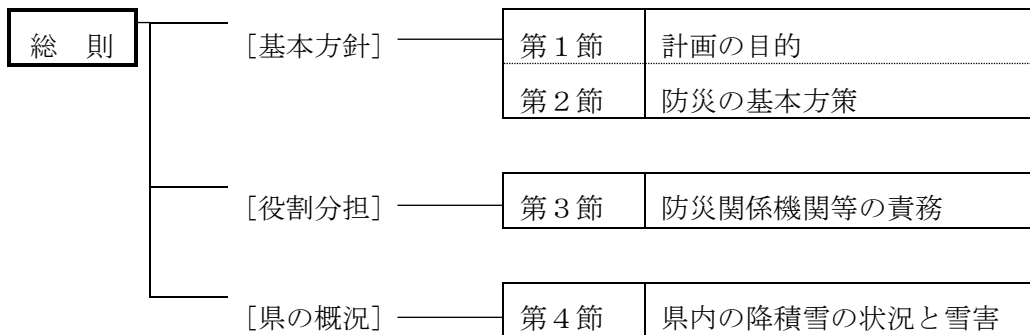 総　則
［基本方針］ 第１節 計画の目的
第２節 防災の基本方策
［役割分担］ 第３節 防災関係機関等の責務
［県の概況］ 第４節 県内の降積雪の状況と雪害